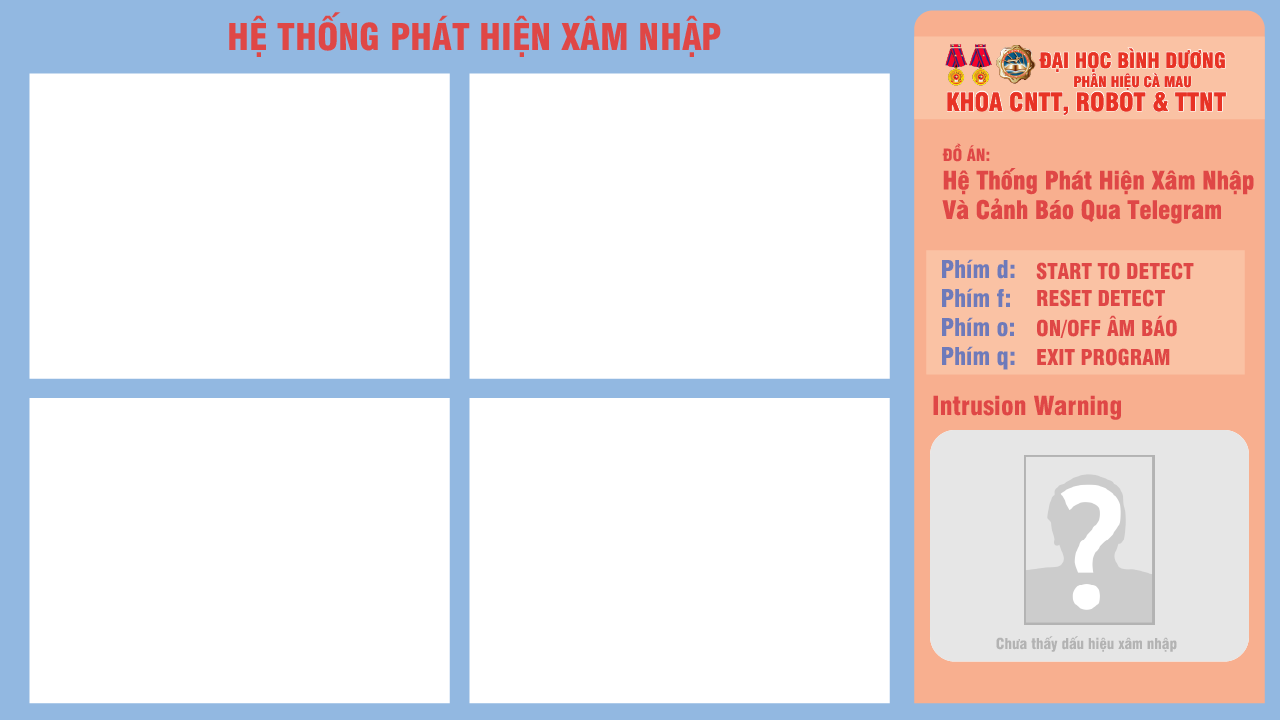 HỆ THỐNG PHÁT HIỆN XÂM NHẬP
ĐẠI HỌC BÌNH DƯƠNG
PHÂN HIỆU CÀ MAU
KHOA CNTT, ROBOT & TTNT
ĐỒ ÁN:
Hệ Thống Phát Hiện Xâm Nhập
Và Cảnh Báo Qua Telegram
Phím d: START TO DETECT
Phím f: RESET DETECT
Phím o: ON/OFF ÂM BÁO
Phím q: EXIT PROGRAM
Intrusion Warning
?
Chưa thấy dấu hiệu xâm nhập